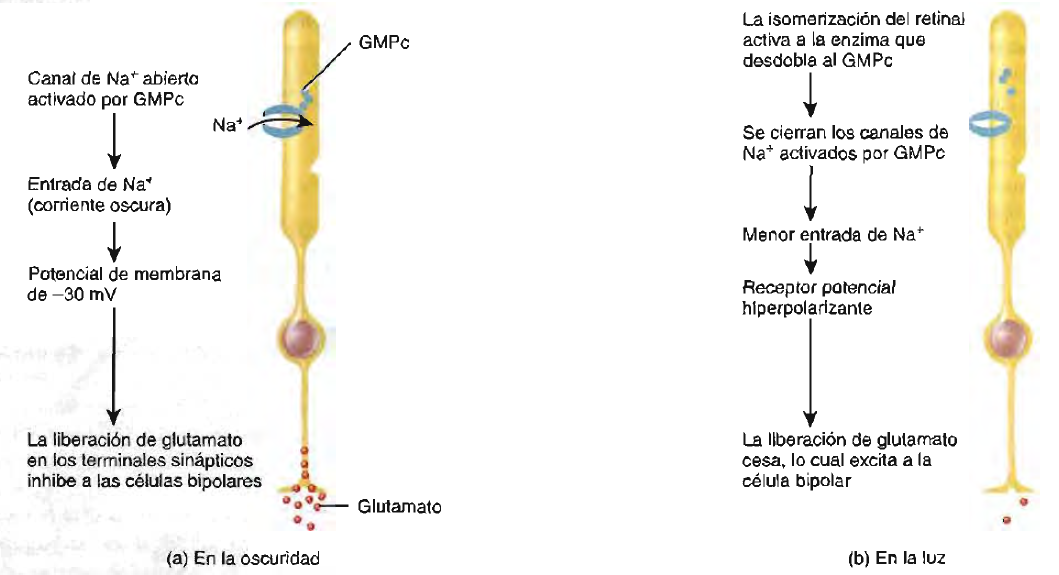 Canal de Na⁺ abierto
activado por GMPc
Entrada de Na⁺
(corriente oscura)
Potencial de membrana
de –30 mV
La liberación de glutamato
en los terminales sinápticos
inhibe a las células bipolares
GMPc
Na⁺
Glutamato
(a) En la oscuridad
La isomerización del retinal
activa a la enzima que
desdobla al GMPc
Se cierran los canales de
Na⁺ activados por GMPc
Menor entrada de Na⁺
Receptor potencial
hiperpolarizante
La liberación de glutamato
cesa, lo cual excita a la
célula bipolar
(b) En la luz